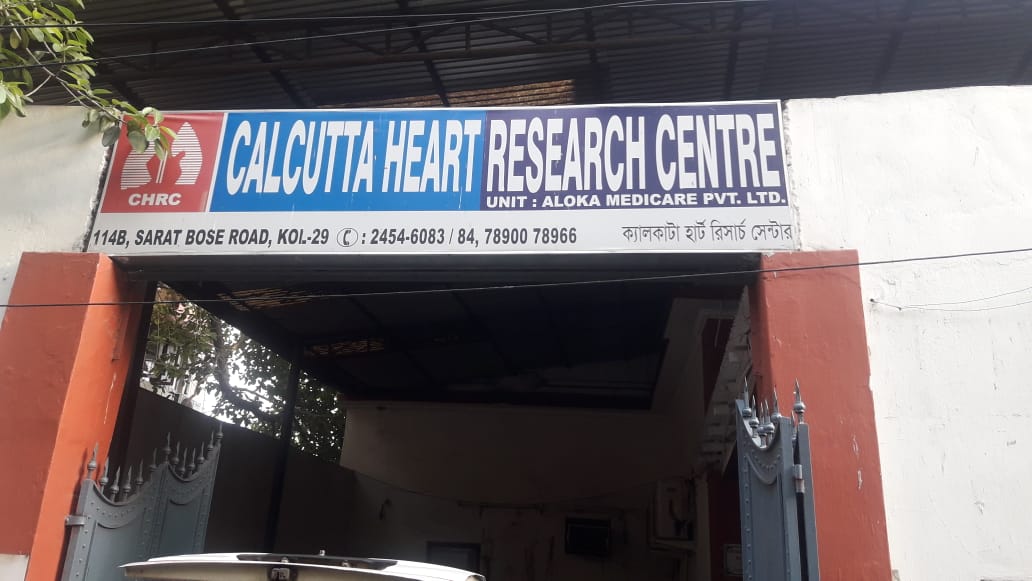 CHRC
CALCUTTA HEART RESEARCH CENTRE
UNIT : ALOKA MEDICARE PVT. LTD.
114B, SARAT BOSE ROAD, KOL-29 : 2454-6083 / 84, 78900 78966
ক্যালকাটা হার্ট রিসার্চ সেন্টার